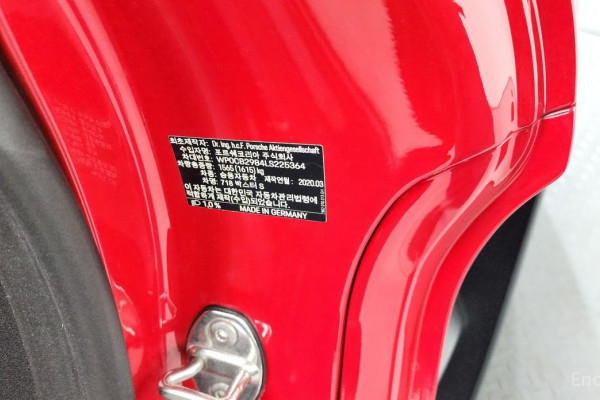 최초제작자: Dr. Ing. h.c.F. Porsche Aktiengesellschaft
수입자명: 포르쉐코리아 주식회사
차대번호: WP0CB2984LS225364
차량총중량: 1565 (1615) kg
차종: 승용자동차 제작연월: 2020.03
차명: 718 박스터 S
이 자동차는 대한민국 자동차관리법령에
적합하게 제작(수입)되었습니다.
1.0 % MADE IN GERMANY